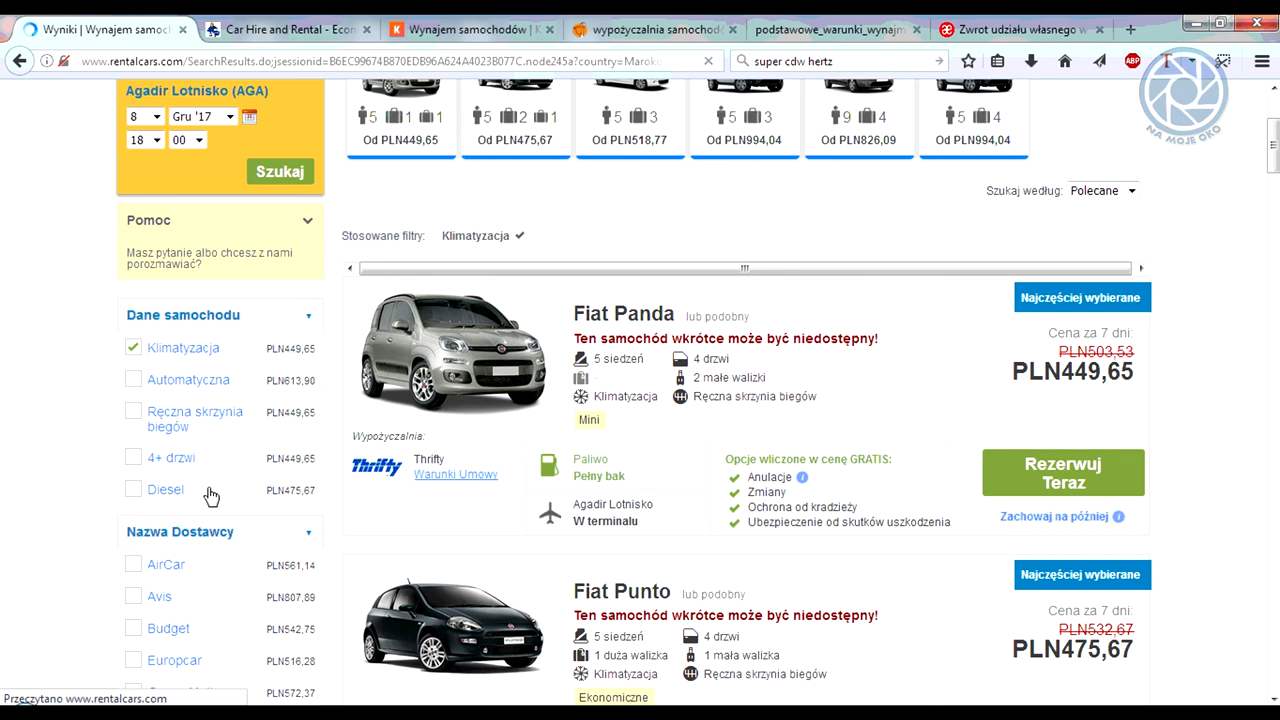 Wyniki | Wynajem samoc
Car Hire and Rental - Econ
Wynajem samochodów | K
wypożyczalnia samochod
podstawowe_warunki_wynajm
Zwrot udziału własnego w
www.rentalcars.com/SearchResults.do;jsessionid=B6EC99674B870EDB96A624A4023B077C.node245a?country=Maroku
super cdw hertz
ABP
NA MOJE OKO
Agadir Lotnisko (AGA)
8 Gru '17
18 00
Szukaj
5 1 1
5 2 1
5 3
5 3
9 4
5 4
Od PLN449,65
Od PLN475,67
Od PLN518,77
Od PLN994,04
Od PLN826,09
Od PLN994,04
Szukaj według: Polecane
Pomoc
Masz pytanie albo chcesz z nami
porozmawiać?
Stosowane filtry: Klimatyzacja
Dane samochodu
Klimatyzacja PLN449,65
Automatyczna PLN613,90
Ręczna skrzynia
biegów PLN449,65
4+ drzwi PLN449,65
Diesel PLN475,67
Nazwa Dostawcy
AirCar PLN561,14
Avis PLN807,89
Budget PLN542,75
Europcar PLN516,28
PLN572,37
Najczęściej wybierane
Fiat Panda lub podobny
Ten samochód wkrótce może być niedostępny!
Cena za 7 dni:
PLN503,53
PLN449,65
5 siedzeń 4 drzwi
- 2 małe walizki
Klimatyzacja Ręczna skrzynia biegów
Mini
Wypożyczalnia:
Thrifty
Thrifty
Warunki Umowy
Paliwo
Pełny bak
Agadir Lotnisko
W terminalu
Opcje wliczone w cenę GRATIS:
Anulacje
Zmiany
Ochrona od kradzieży
Ubezpieczenie od skutków uszkodzenia
Rezerwuj
Teraz
Zachowaj na później
Najczęściej wybierane
Fiat Punto lub podobny
Ten samochód wkrótce może być niedostępny!
Cena za 7 dni:
PLN532,67
PLN475,67
5 siedzeń 4 drzwi
1 duża walizka 1 mała walizka
Klimatyzacja Ręczna skrzynia biegów
Ekonomiczne
Przeczytano www.rentalcars.com